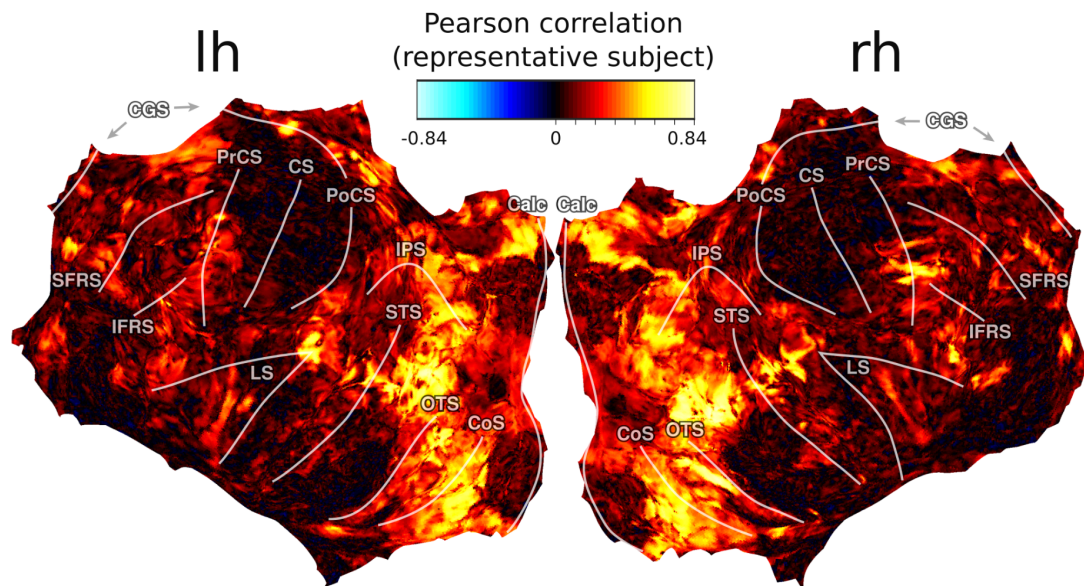 Pearson correlation
(representative subject)
lh
rh
-0.84 0 0.84
CGS
CGS
PrCS
CS
PoCS
Calc
Calc
PoCS
CS
PrCS
IPS
IPS
SFRS
SFRS
IFRS
STS
STS
IFRS
LS
LS
OTS
CoS
CoS
OTS